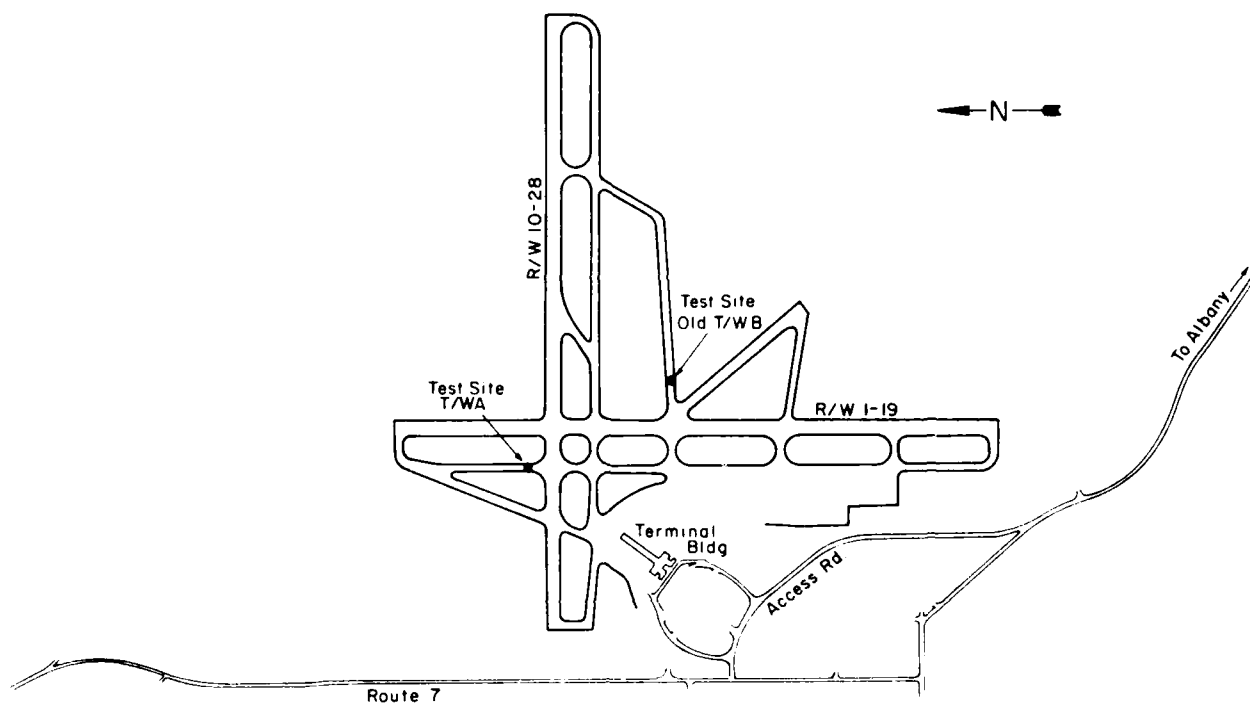 N
R/W 10-28
Test Site
Old T/WB
To Albany
Test Site
T/WA
R/W 1-19
Terminal
Bldg
Access Rd
Route 7